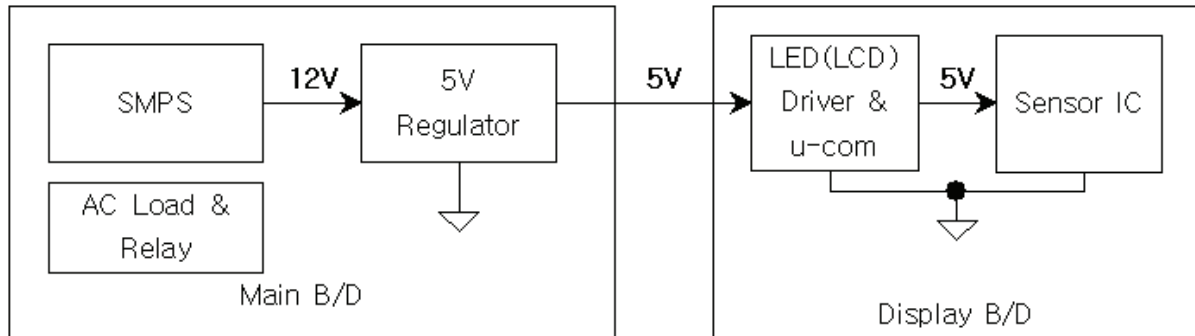 SMPS
12V
5V
Regulator
5V
LED(LCD)
Driver &
u-com
5V
Sensor IC
AC Load &
Relay
Main B/D
Display B/D